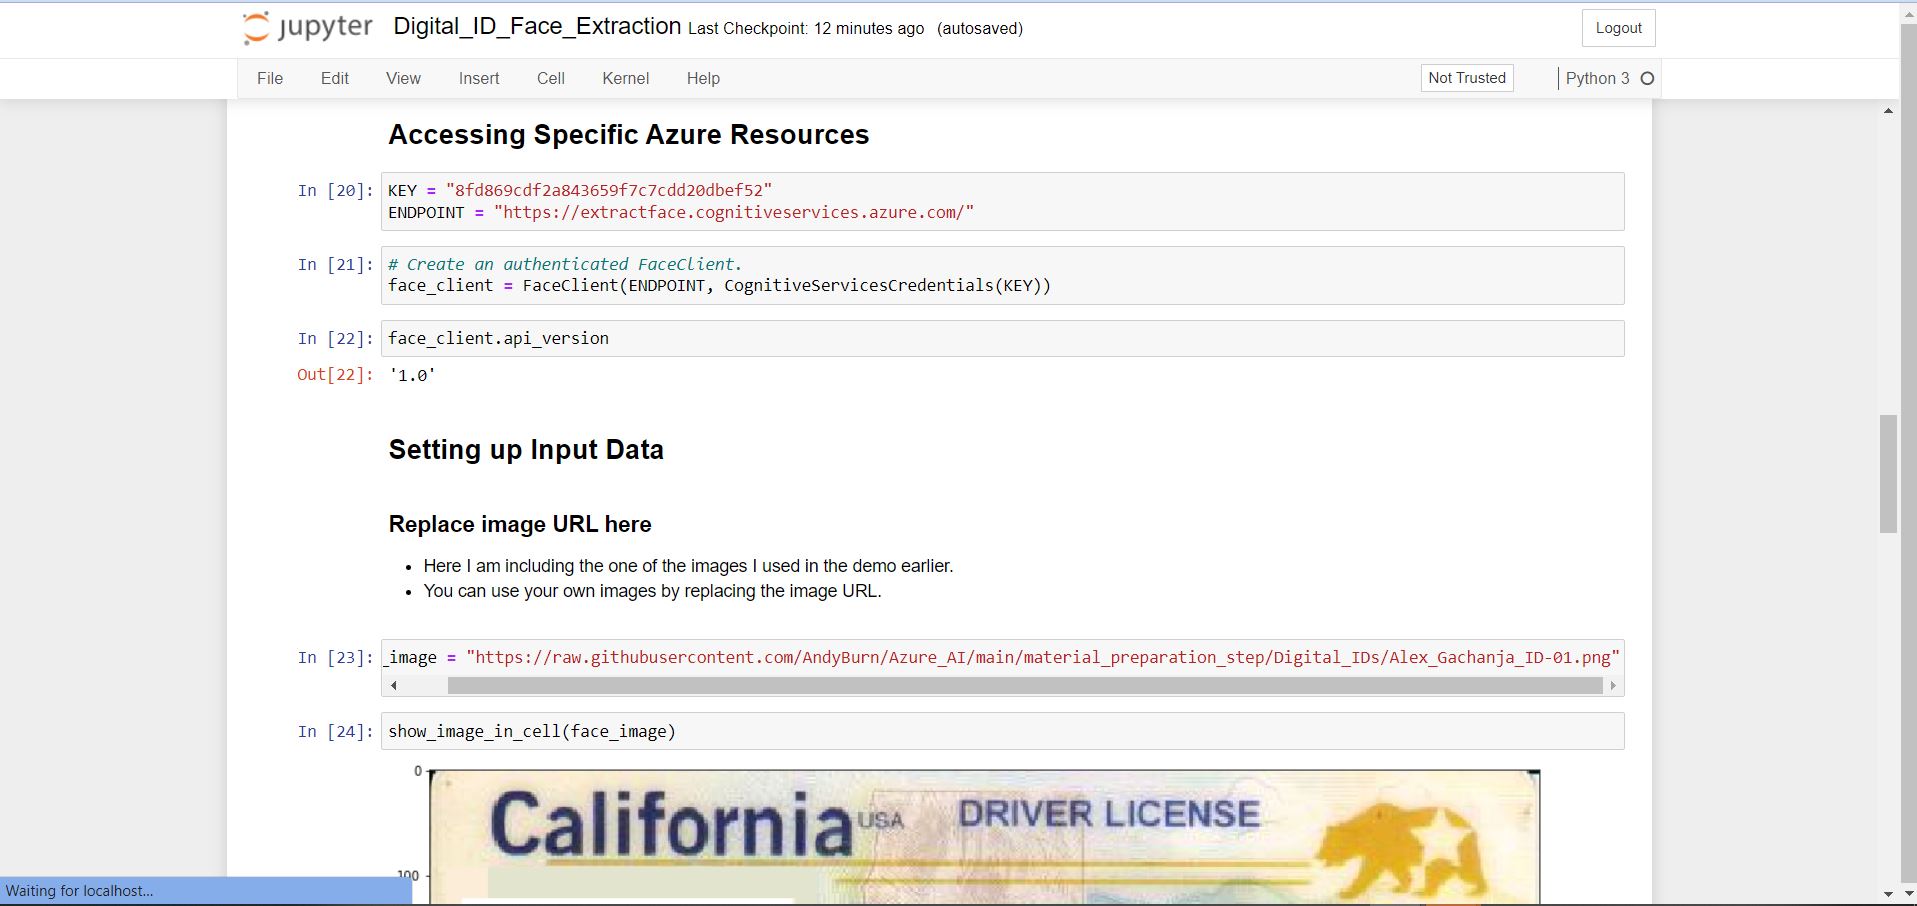 jupyter Digital_ID_Face_Extraction Last Checkpoint: 12 minutes ago (autosaved) Logout
File Edit View Insert Cell Kernel Help Not Trusted Python 3
Accessing Specific Azure Resources
In [20]: KEY = "8fd869cdf2a843659f7c7cdd20dbef52"
ENDPOINT = "https://extractface.cognitiveservices.azure.com/"
In [21]: # Create an authenticated FaceClient.
face_client = FaceClient(ENDPOINT, CognitiveServicesCredentials(KEY))
In [22]: face_client.api_version
Out[22]: '1.0'
Setting up Input Data
Replace image URL here
• Here I am including the one of the images I used in the demo earlier.
• You can use your own images by replacing the image URL.
In [23]: _image = "https://raw.githubusercontent.com/AndyBurn/Azure_AI/main/material_preparation_step/Digital_IDs/Alex_Gachanja_ID-01.png"
In [24]: show_image_in_cell(face_image)
0
California USA DRIVER LICENSE
100
Waiting for localhost...